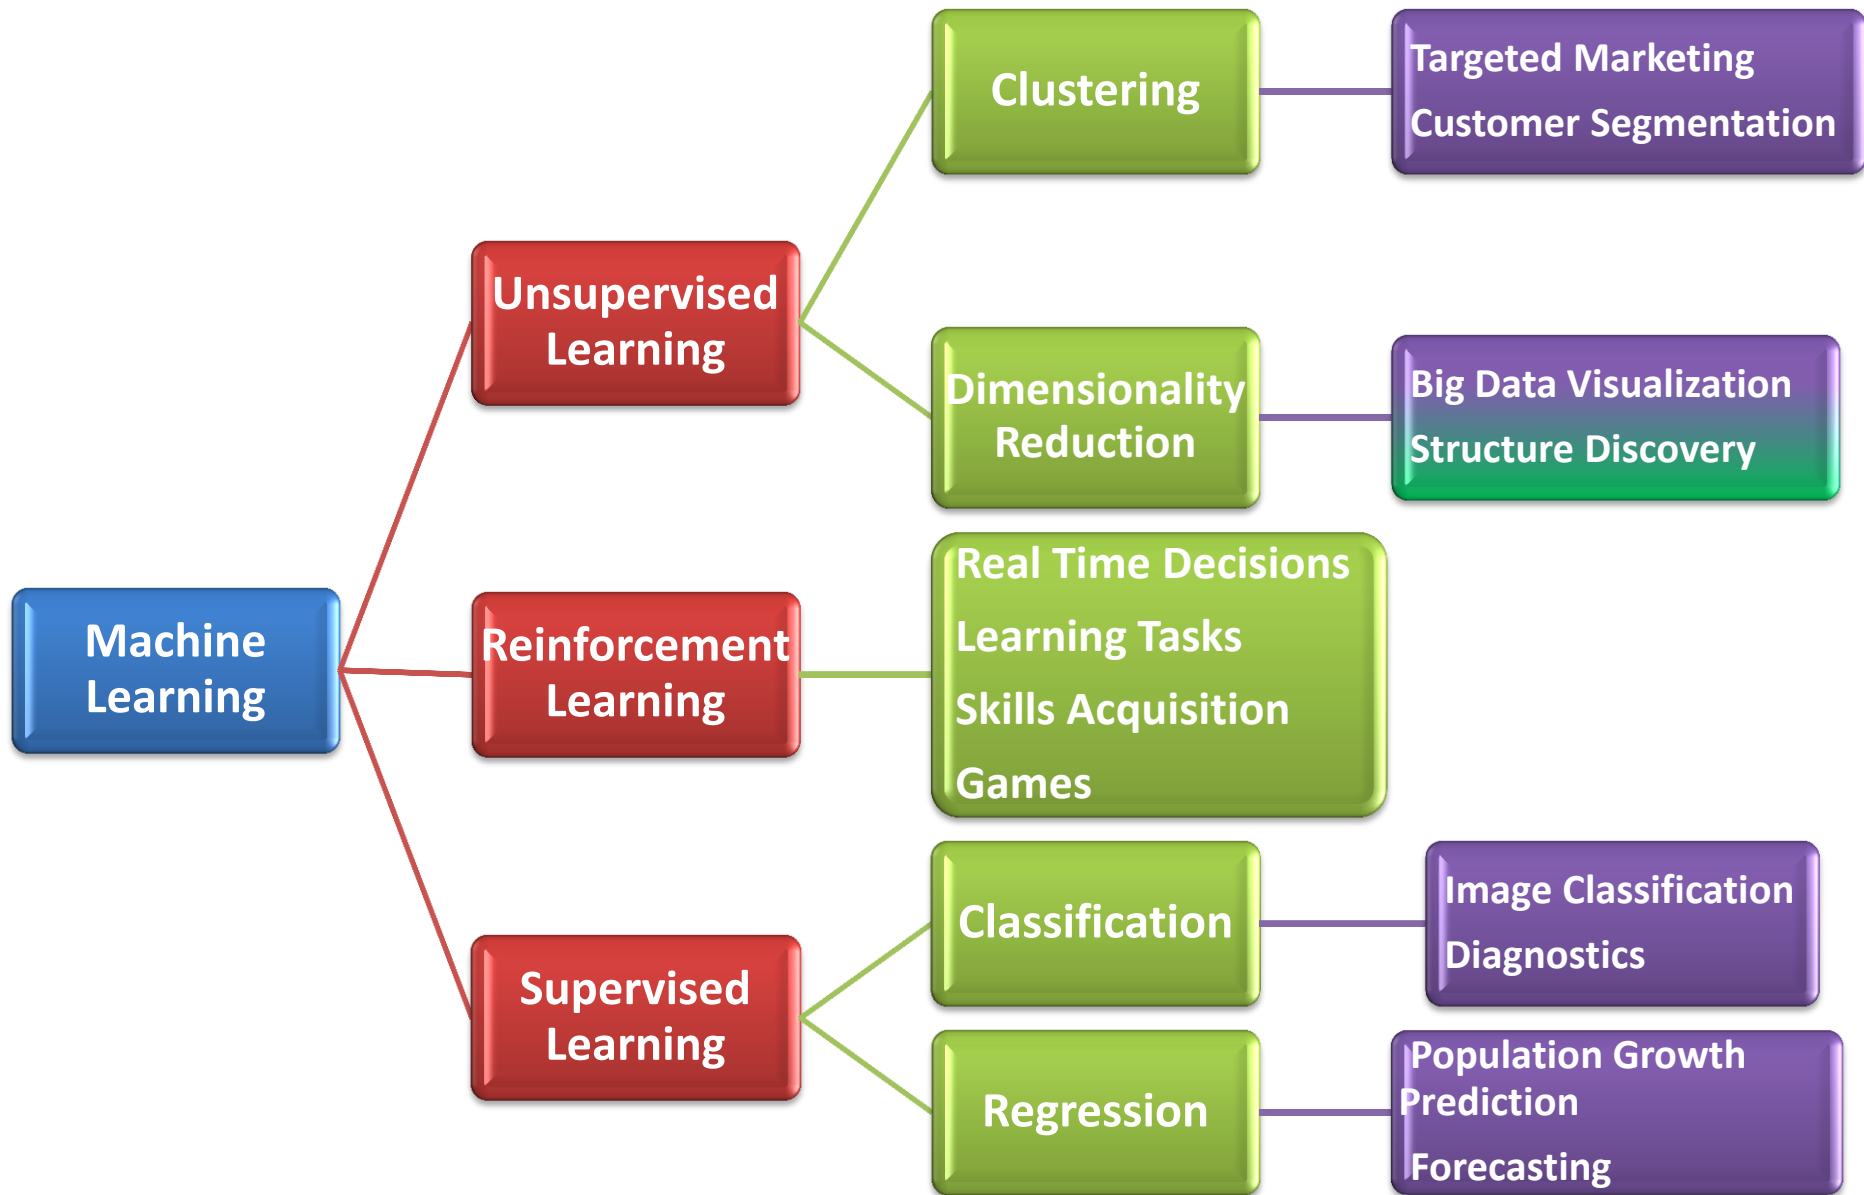 Machine
Learning
Unsupervised
Learning
Clustering
Targeted Marketing
Customer Segmentation
Dimensionality
Reduction
Big Data Visualization
Structure Discovery
Reinforcement
Learning
Real Time Decisions
Learning Tasks
Skills Acquisition
Games
Supervised
Learning
Classification
Image Classification
Diagnostics
Regression
Population Growth
Prediction
Forecasting